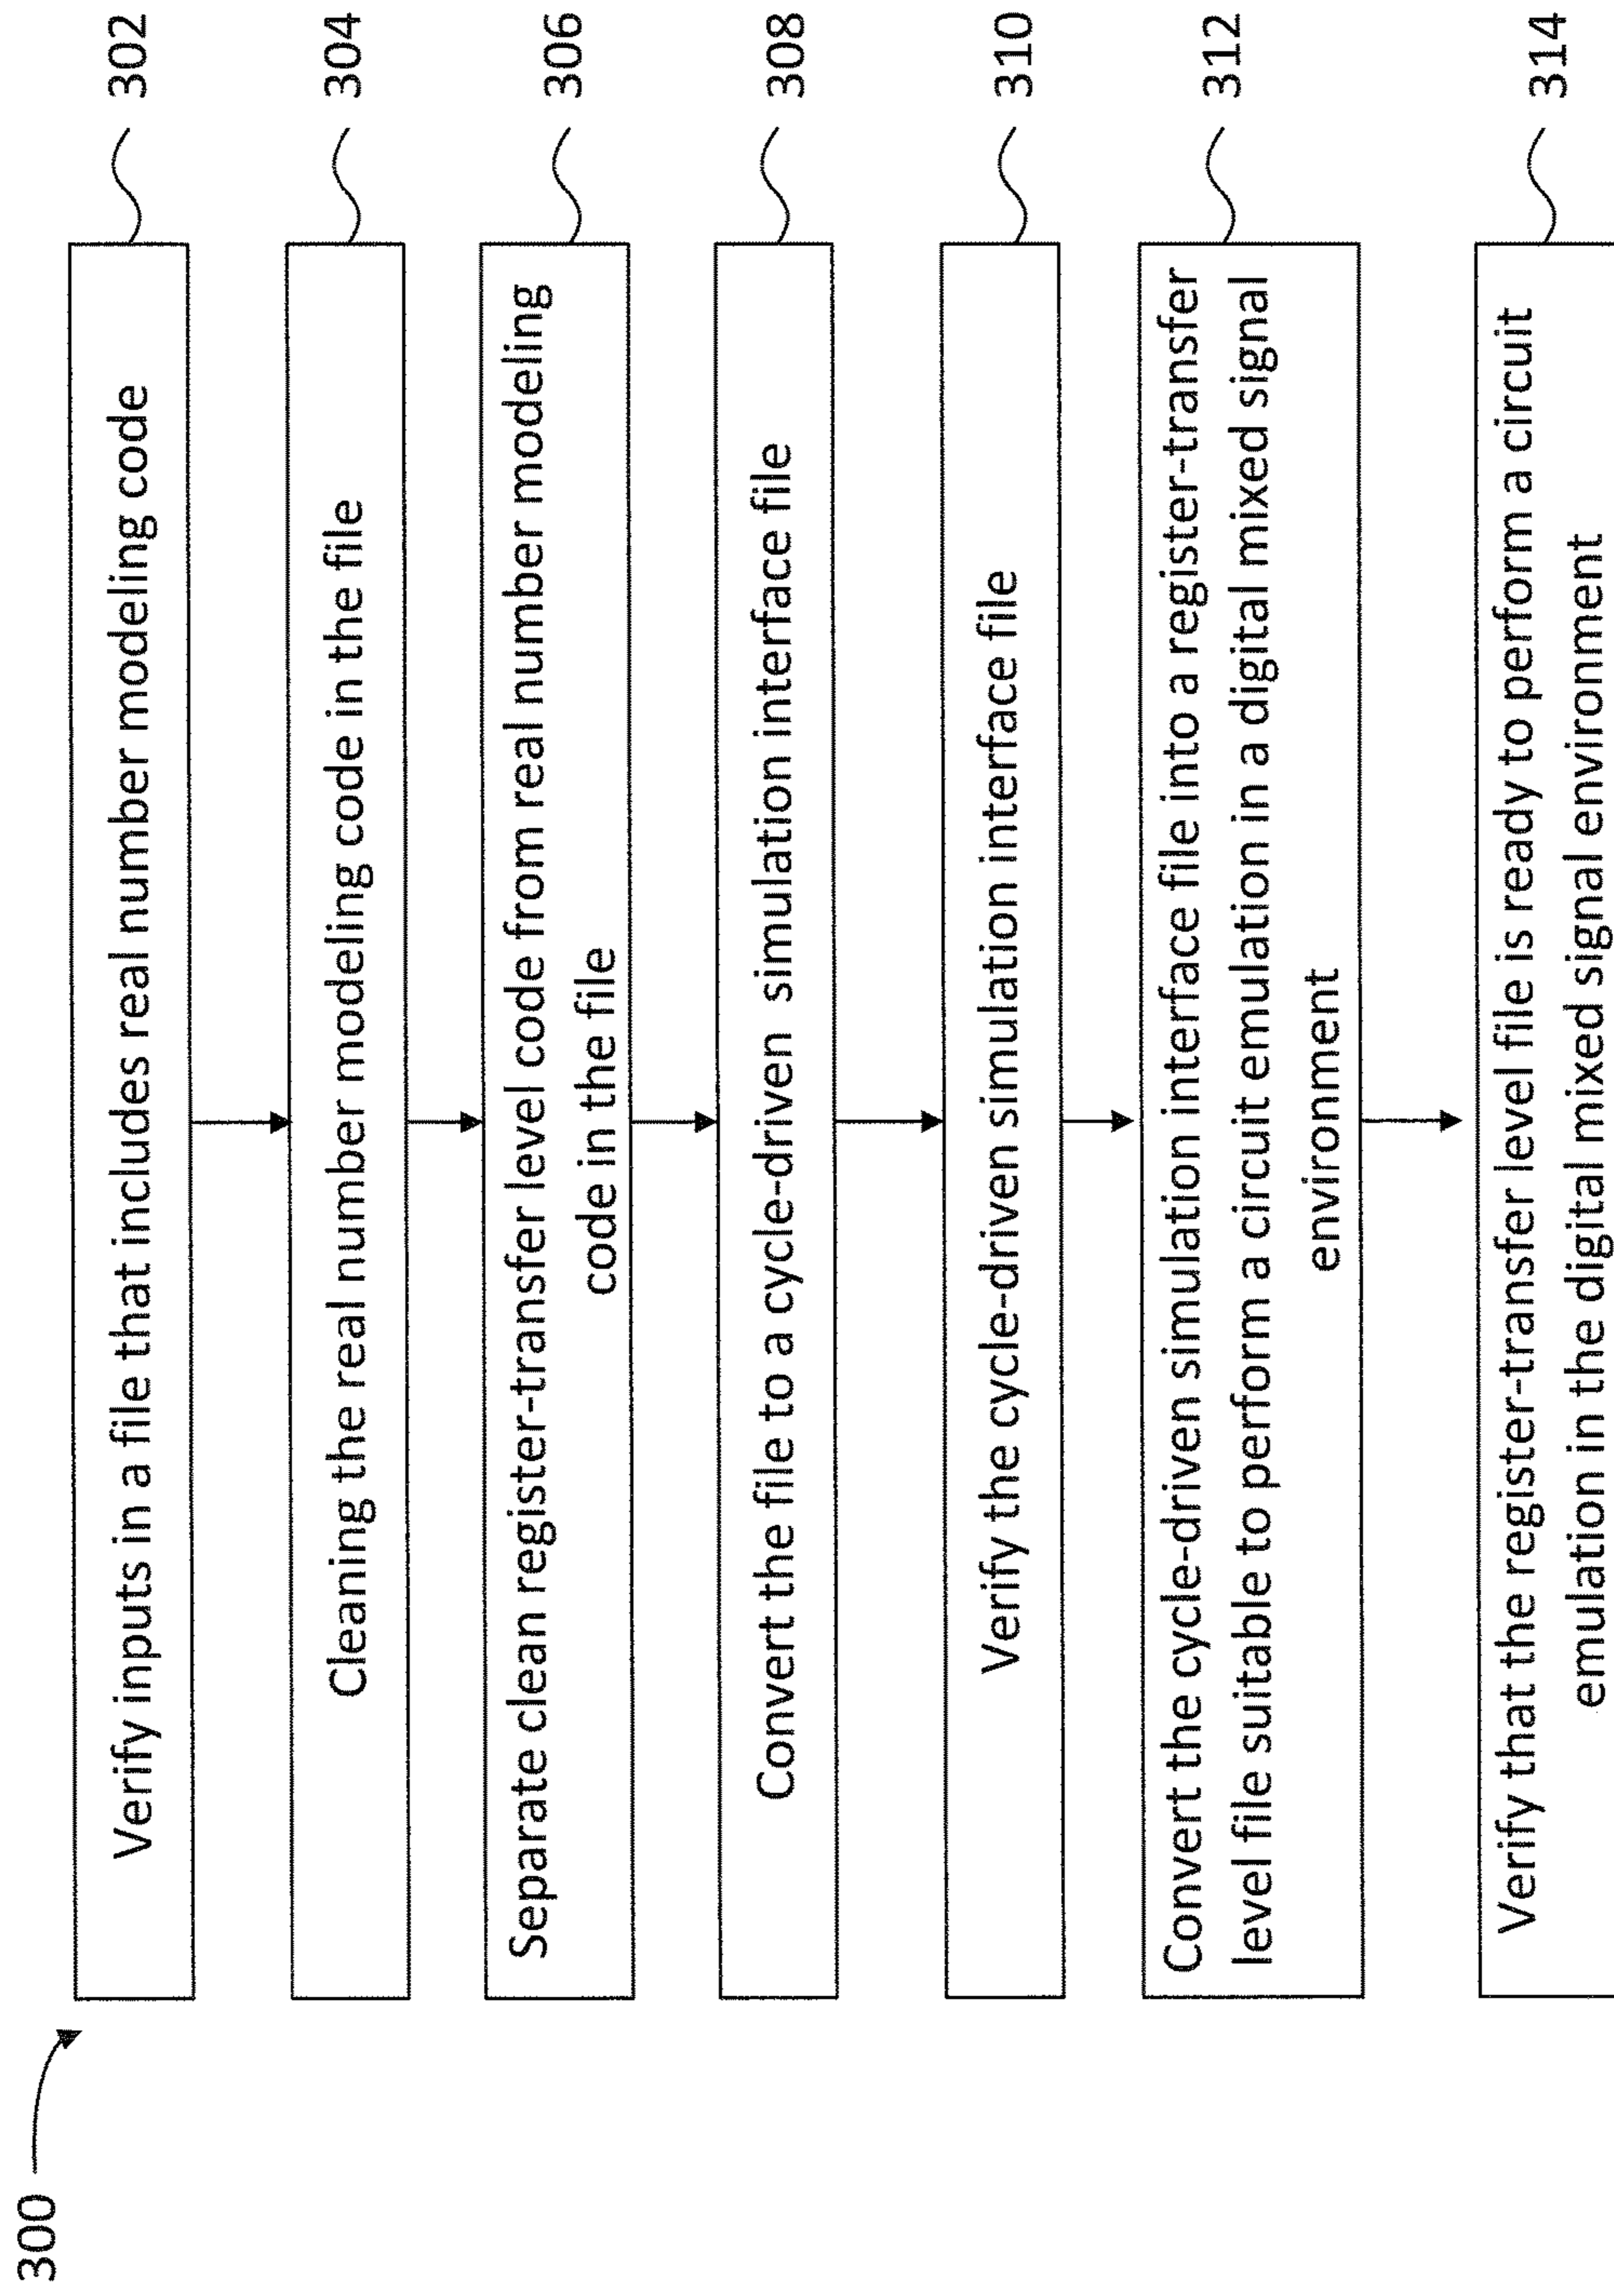 300
Verify inputs in a file that includes real number modeling code
302
Cleaning the real number modeling code in the file
304
Separate clean register-transfer level code from real number modeling
code in the file
306
Convert the file to a cycle-driven simulation interface file
308
Verify the cycle-driven simulation interface file
310
Convert the cycle-driven simulation interface file into a register-transfer
level file suitable to perform a circuit emulation in a digital mixed signal
environment
312
Verify that the register-transfer level file is ready to perform a circuit
emulation in the digital mixed signal environment
314